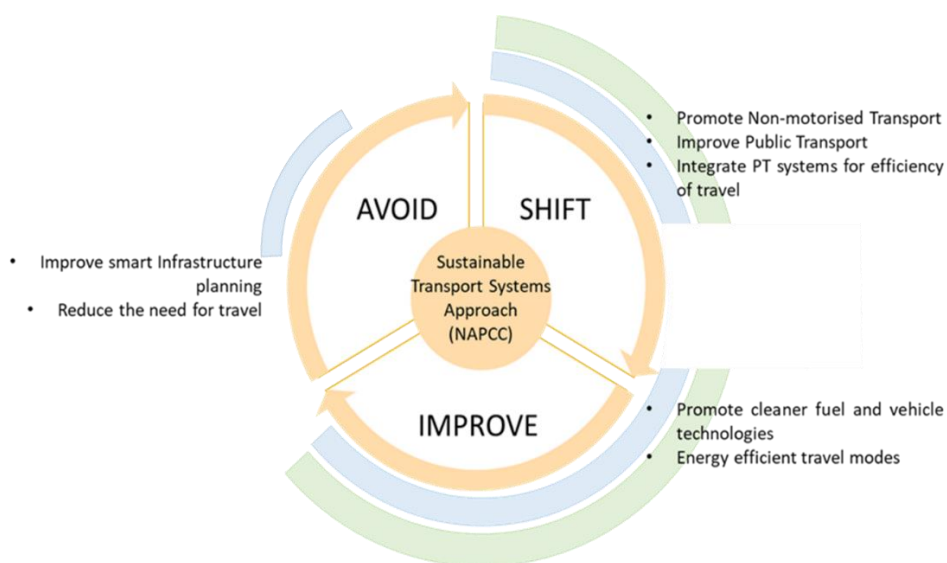 AVOID
SHIFT
IMPROVE
Sustainable
Transport Systems
Approach
(NAPCC)
• Promote Non-motorised Transport
• Improve Public Transport
• Integrate PT systems for efficiency
of travel
• Improve smart Infrastructure
planning
• Reduce the need for travel
• Promote cleaner fuel and vehicle
technologies
• Energy efficient travel modes